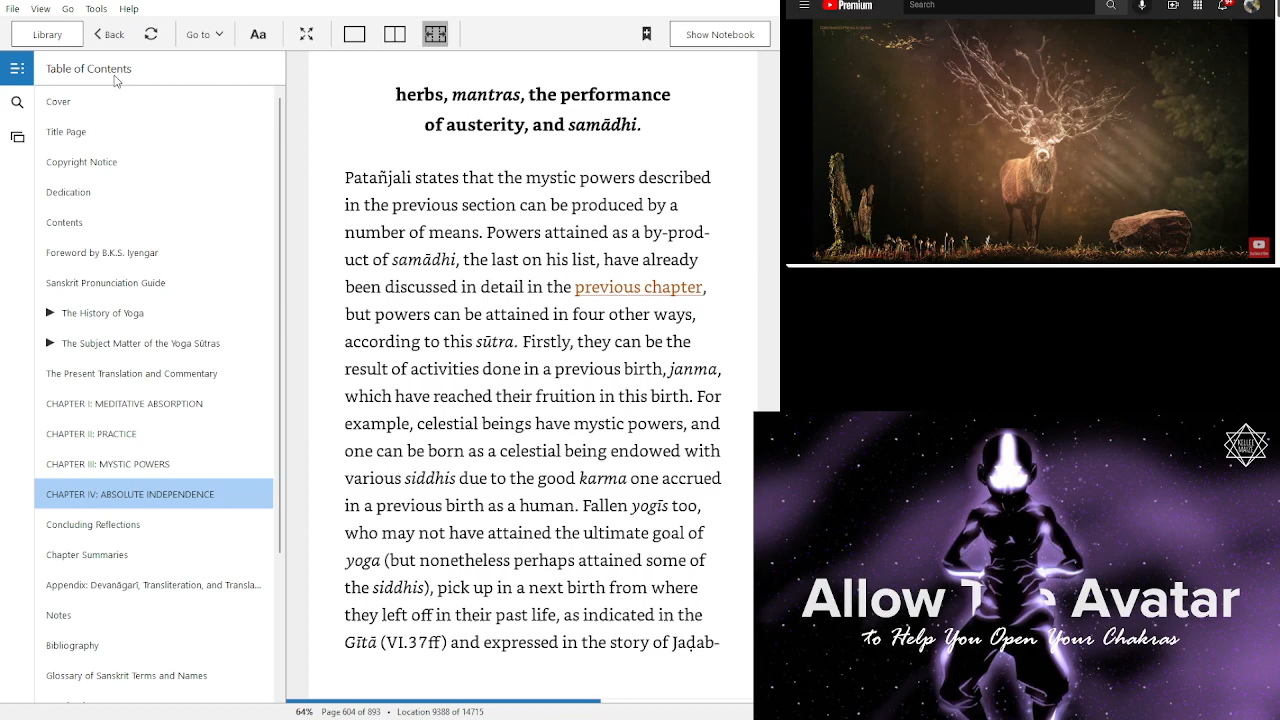 File View Go Tools Help
Library Back Go to Aa Show Notebook
Table of Contents
Cover
Title Page
Copyright Notice
Dedication
Contents
Foreword by B.K.S. Iyengar
Sanskrit Pronunciation Guide
The History of Yoga
The Subject Matter of the Yoga Sūtras
The Present Translation and Commentary
CHAPTER I: MEDITATIVE ABSORPTION
CHAPTER II: PRACTICE
CHAPTER III: MYSTIC POWERS
CHAPTER IV: ABSOLUTE INDEPENDENCE
Concluding Reflections
Chapter Summaries
Appendix: Devanāgarī, Transliteration, and Transla...
Notes
Bibliography
Glossary of Sanskrit Terms and Names
herbs, mantras, the performance
of austerity, and samādhi.
Patañjali states that the mystic powers described
in the previous section can be produced by a
number of means. Powers attained as a by-prod-
uct of samādhi, the last on his list, have already
been discussed in detail in the previous chapter,
but powers can be attained in four other ways,
according to this sūtra. Firstly, they can be the
result of activities done in a previous birth, janma,
which have reached their fruition in this birth. For
example, celestial beings have mystic powers, and
one can be born as a celestial being endowed with
various siddhis due to the good karma one accrued
in a previous birth as a human. Fallen yogīs too,
who may not have attained the ultimate goal of
yoga (but nonetheless perhaps attained some of
the siddhis), pick up in a next birth from where
they left off in their past life, as indicated in the
Gītā (VI.37ff) and expressed in the story of Jaḍab-
64% Page 604 of 893 • Location 9388 of 14715
Premium Search 9+
Allow T e Avatar
to Help You Open Your Chakras